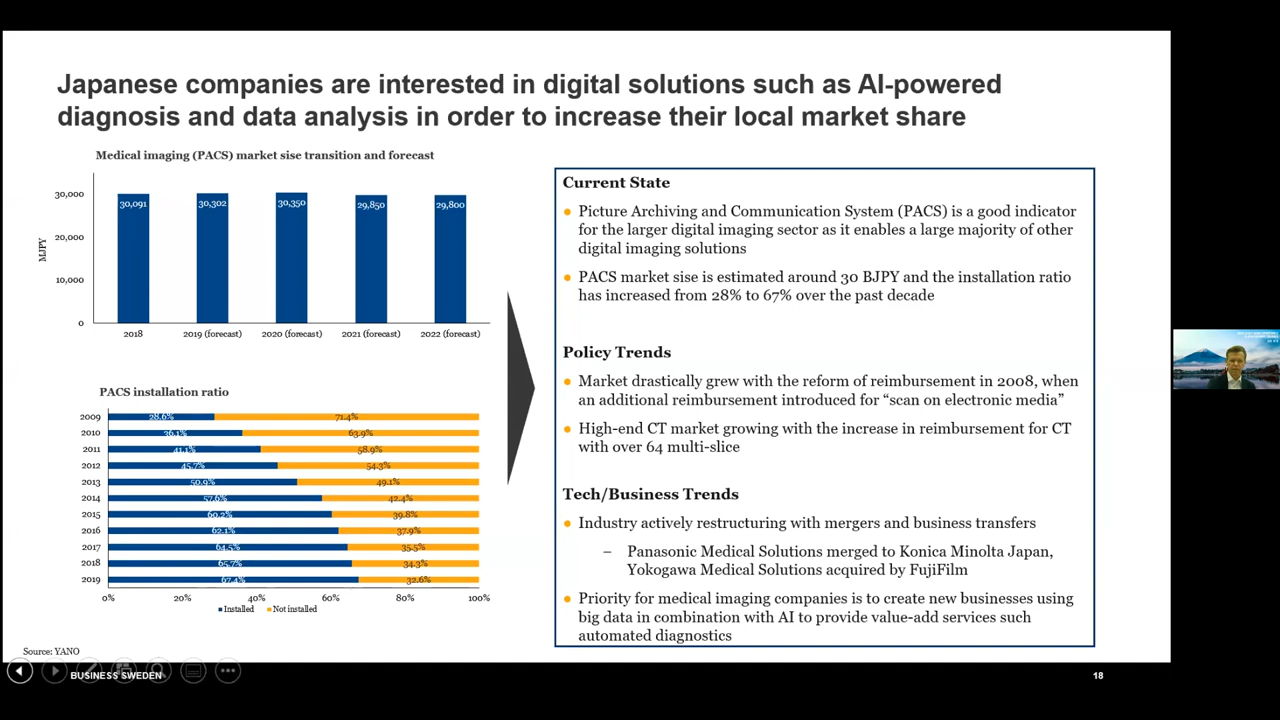 Japanese companies are interested in digital solutions such as AI-powered
diagnosis and data analysis in order to increase their local market share
Medical imaging (PACS) market sise transition and forecast
MJPY
30,000
20,000
10,000
0
30,091
30,302
30,350
29,850
29,800
2018
2019 (forecast)
2020 (forecast)
2021 (forecast)
2022 (forecast)
PACS installation ratio
2009 28.6% 71.4%
2010 36.1% 63.9%
2011 41.1% 58.9%
2012 45.7% 54.3%
2013 50.9% 49.1%
2014 57.6% 42.4%
2015 60.2% 39.8%
2016 62.1% 37.9%
2017 64.5% 35.5%
2018 65.7% 34.3%
2019 67.4% 32.6%
0% 20% 40% 60% 80% 100%
Installed Not installed
Source: YANO
Current State
• Picture Archiving and Communication System (PACS) is a good indicator
for the larger digital imaging sector as it enables a large majority of other
digital imaging solutions
• PACS market sise is estimated around 30 BJPY and the installation ratio
has increased from 28% to 67% over the past decade
Policy Trends
• Market drastically grew with the reform of reimbursement in 2008, when
an additional reimbursement introduced for “scan on electronic media”
• High-end CT market growing with the increase in reimbursement for CT
with over 64 multi-slice
Tech/Business Trends
• Industry actively restructuring with mergers and business transfers
– Panasonic Medical Solutions merged to Konica Minolta Japan,
Yokogawa Medical Solutions acquired by FujiFilm
• Priority for medical imaging companies is to create new businesses using
big data in combination with AI to provide value-add services such
automated diagnostics
BUSINESS SWEDEN
18